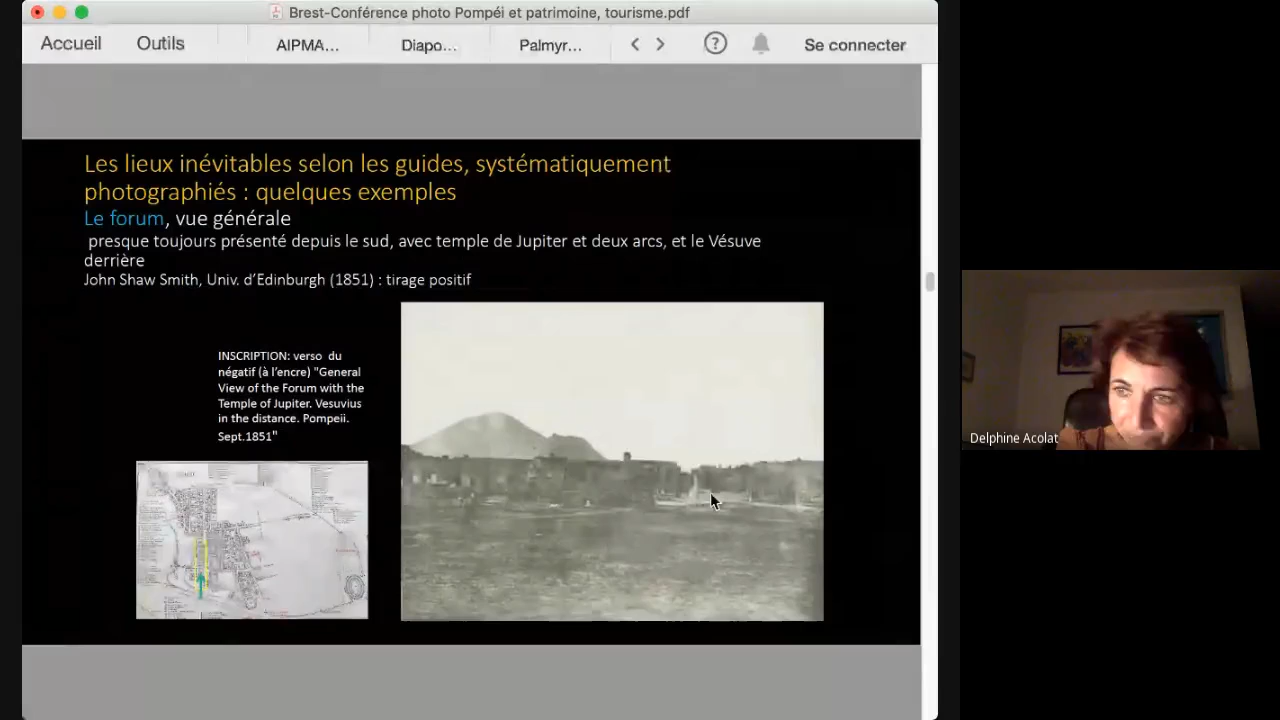 Brest-Conférence photo Pompéi et patrimoine, tourisme.pdf
Accueil Outils AIPMA... Diapo... Palmyr... Se connecter
Les lieux inévitables selon les guides, systématiquement
photographiés : quelques exemples
Le forum, vue générale
presque toujours présenté depuis le sud, avec temple de Jupiter et deux arcs, et le Vésuve
derrière
John Shaw Smith, Univ. d'Edinburgh (1851) : tirage positif
INSCRIPTION: verso du
négatif (à l'encre) "General
View of the Forum with the
Temple of Jupiter. Vesuvius
in the distance. Pompeii.
Sept.1851"
Delphine Acolat